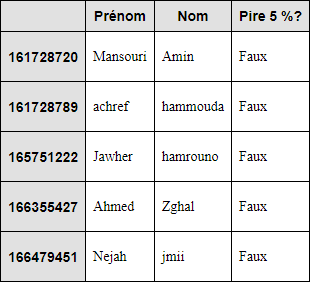 Prénom Nom Pire 5 %?
161728720 Mansouri Amin Faux
161728789 achref hammouda Faux
165751222 Jawher hamrouno Faux
166355427 Ahmed Zghal Faux
166479451 Nejah jmii Faux